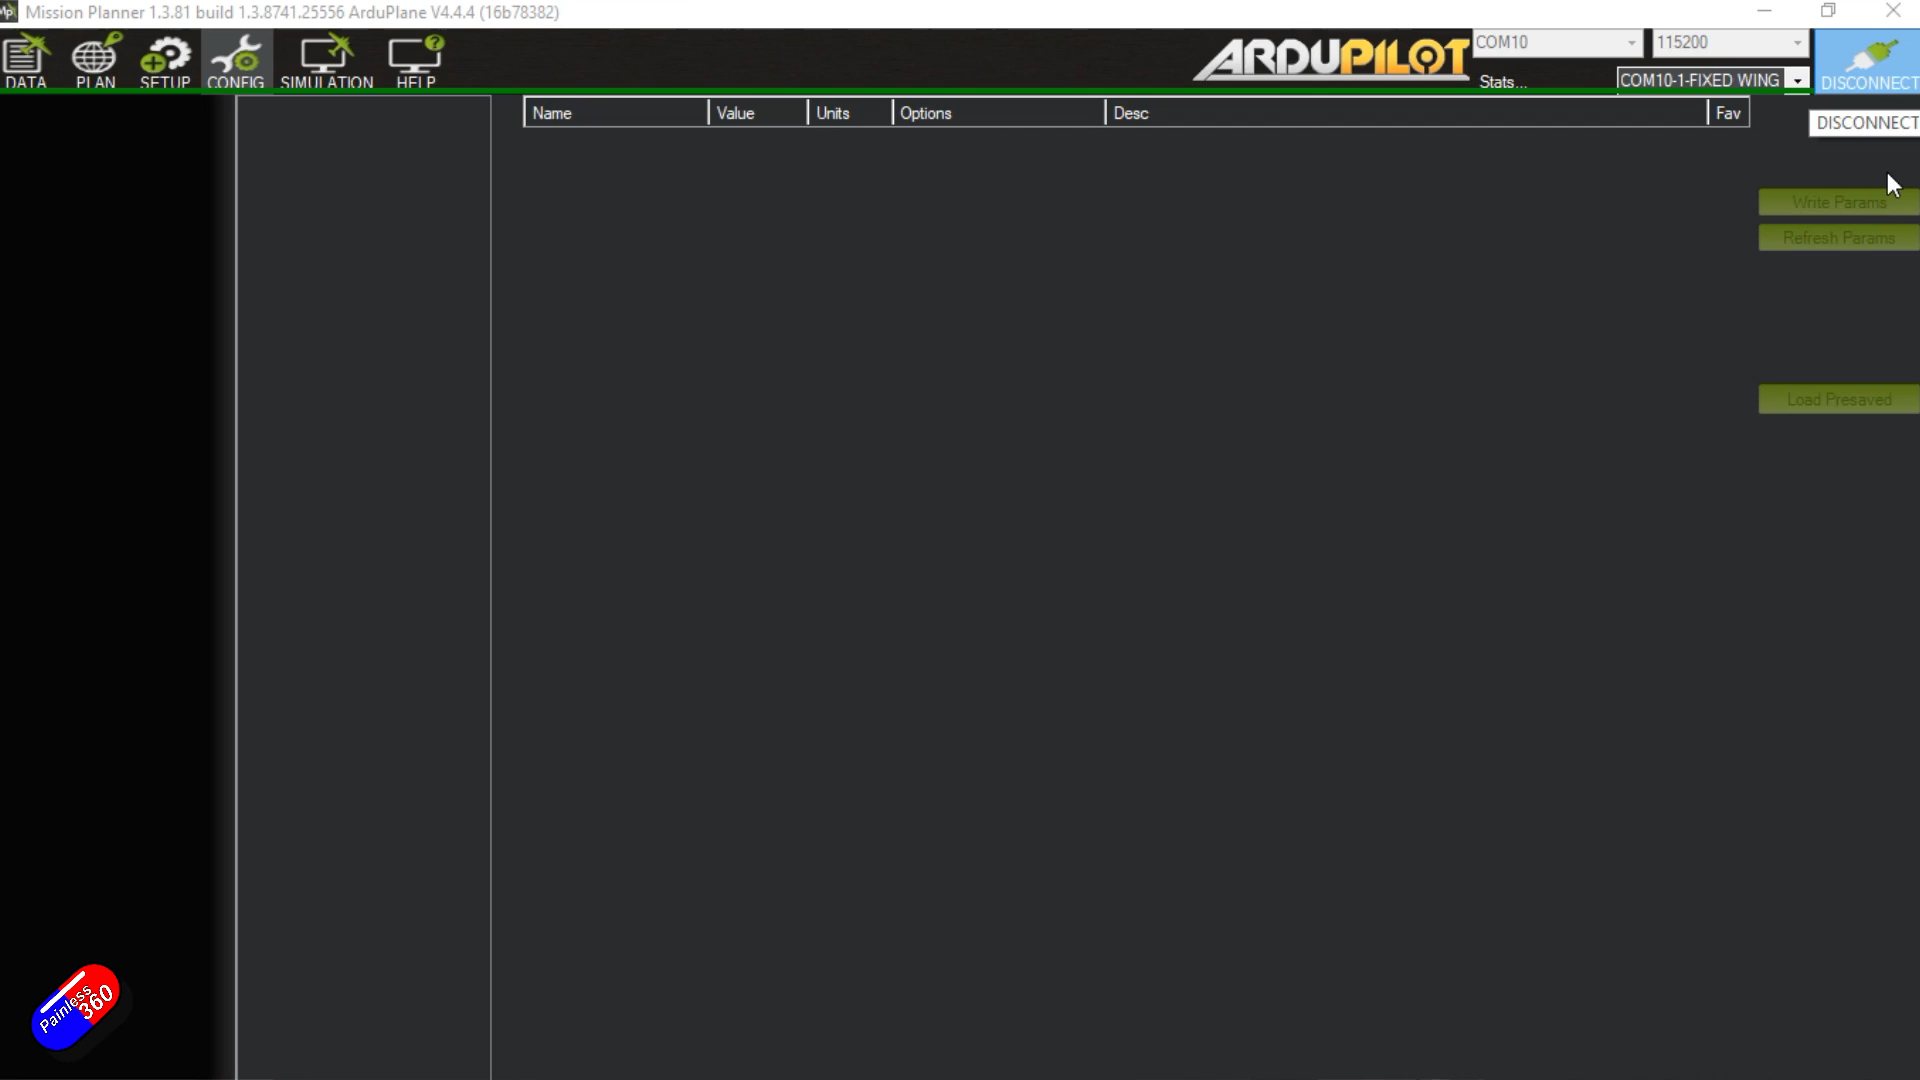 Mission Planner 1.3.81 build 1.3.8741.25556 ArduPlane V4.4.4 (16b78382)
DATA PLAN SETUP CONFIG SIMULATION HELP
ARDUPILOT
COM10 115200
Stats... COM10-1-FIXED WING
DISCONNECT
Name Value Units Options Desc Fav
DISCONNECT
Write Params
Refresh Params
Load Presaved
Painless
360